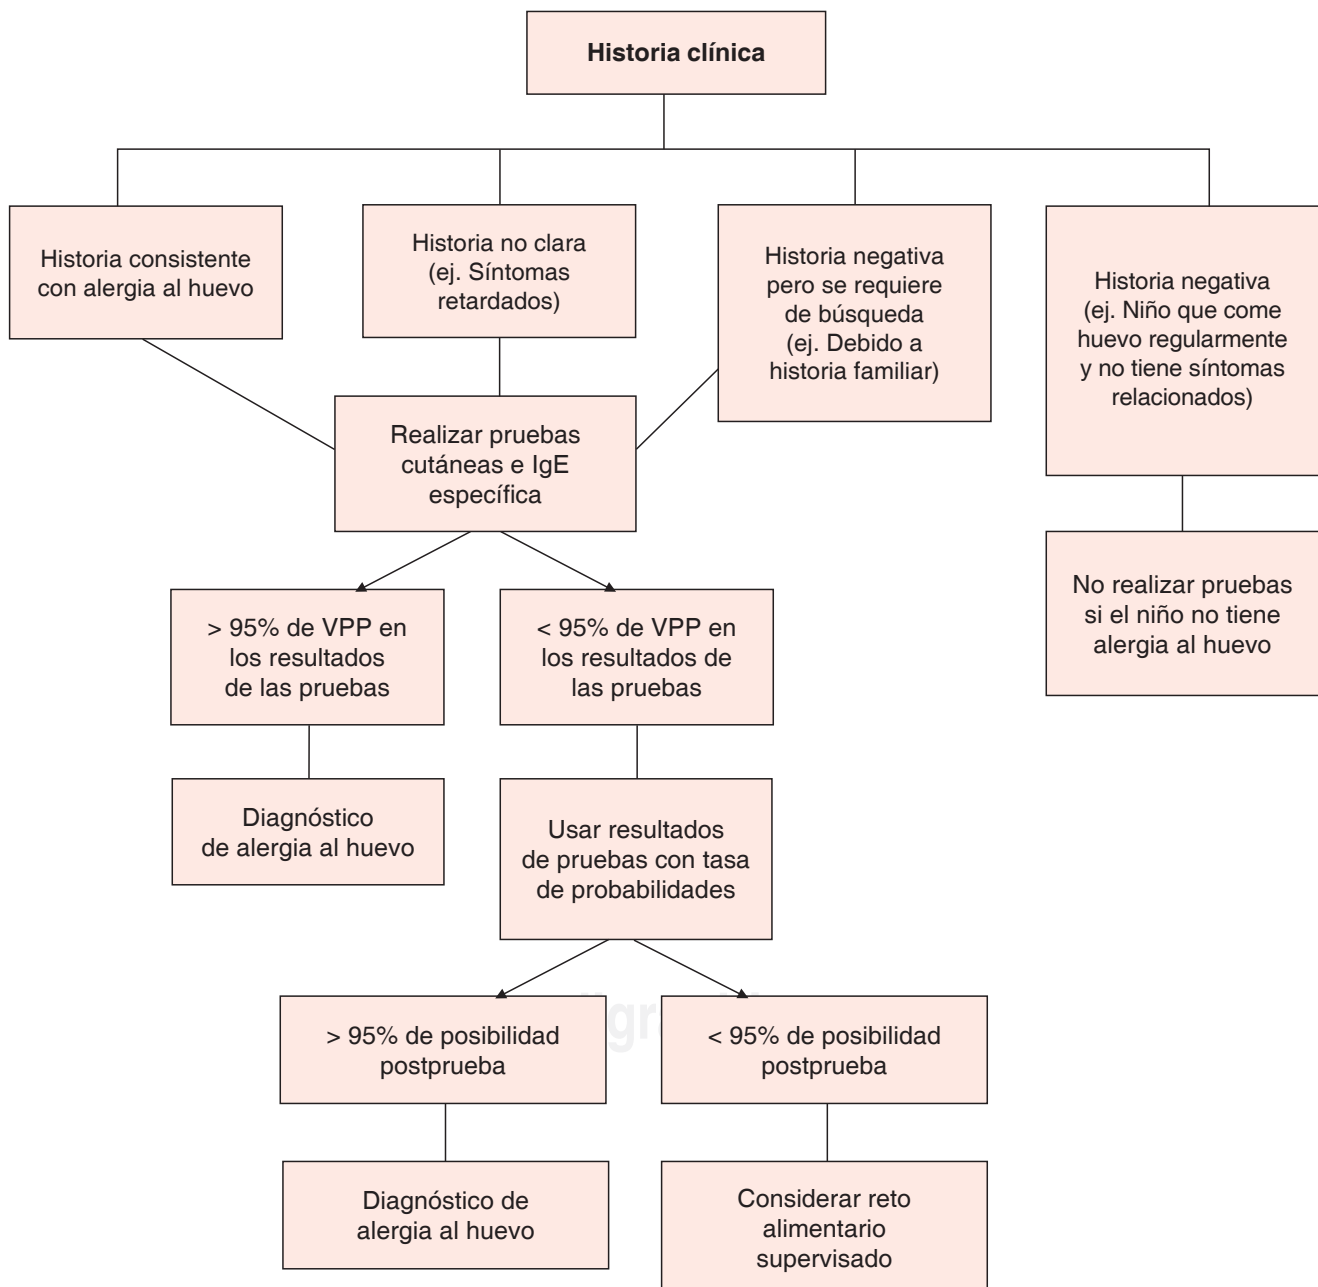 Historia clínica
Historia consistente
con alergia al huevo
Historia no clara
(ej. Síntomas
retardados)
Historia negativa
pero se requiere
de búsqueda
(ej. Debido a
historia familiar)
Historia negativa
(ej. Niño que come
huevo regularmente
y no tiene síntomas
relacionados)
Realizar pruebas
cutáneas e IgE
específica
No realizar pruebas
si el niño no tiene
alergia al huevo
> 95% de VPP en
los resultados
de las pruebas
< 95% de VPP en
los resultados de
las pruebas
Diagnóstico
de alergia al huevo
Usar resultados
de pruebas con tasa
de probabilidades
> 95% de posibilidad
postprueba
< 95% de posibilidad
postprueba
Diagnóstico de
alergia al huevo
Considerar reto
alimentario
supervisado